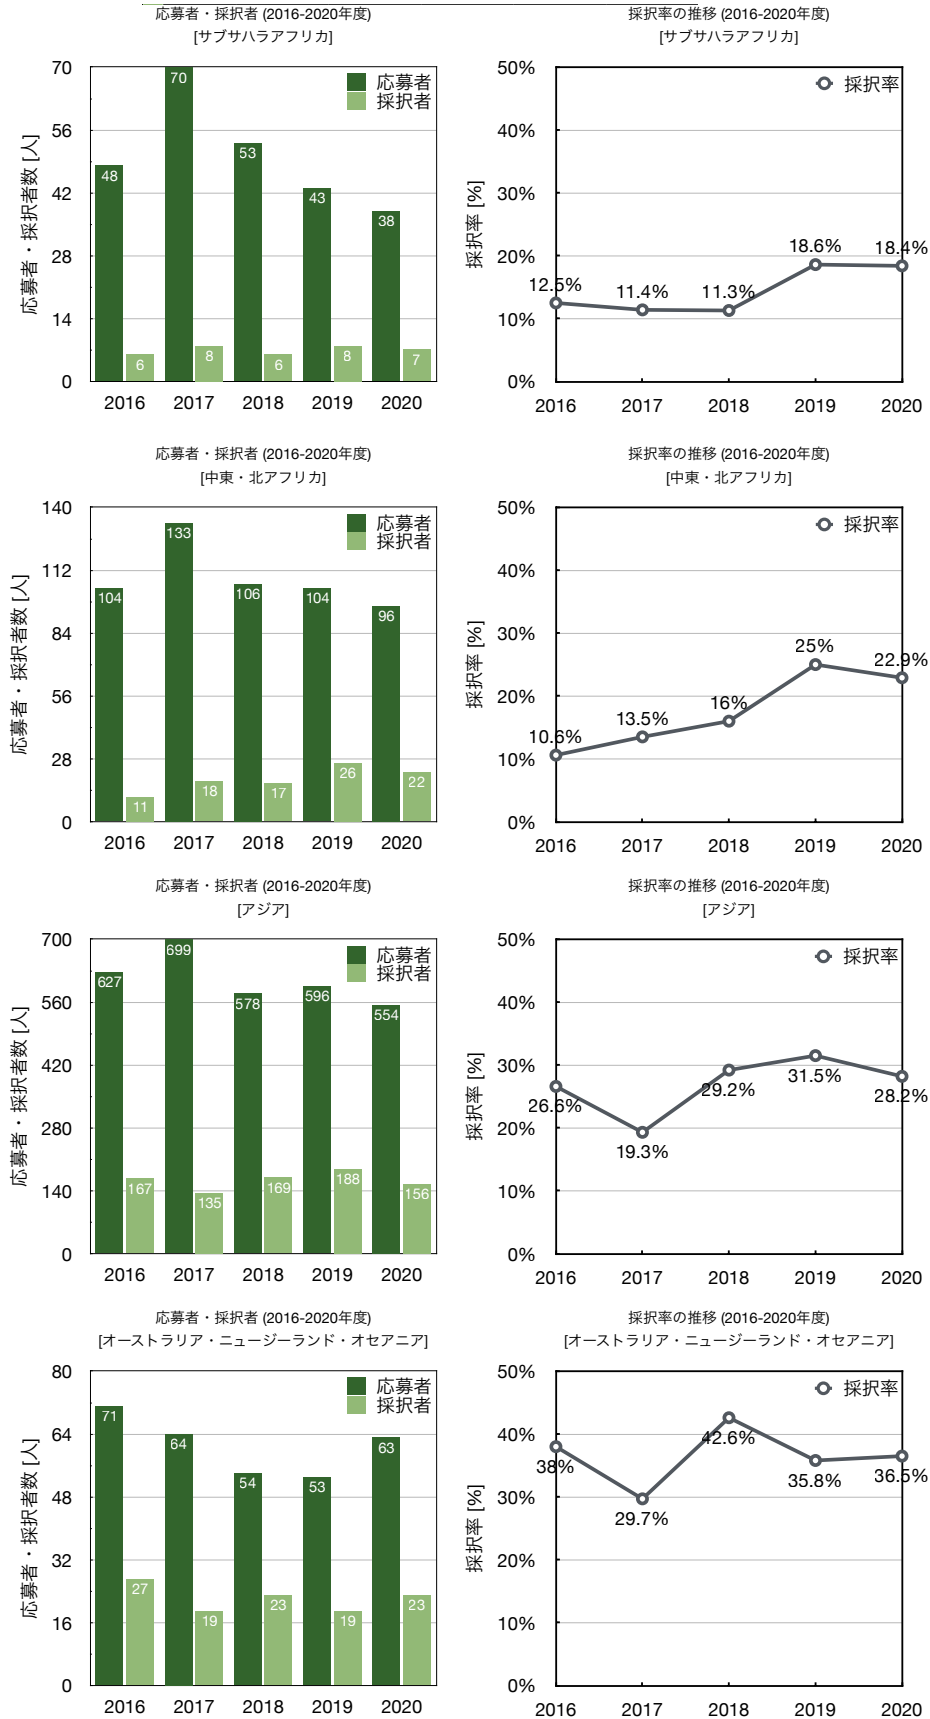 応募者・採択者 (2016-2020年度)
[サブサハラアフリカ]
応募者・採択者数 [人]
70
56
42
28
14
0
応募者
採択者
48
70
53
43
38
6
8
6
8
7
2016 2017 2018 2019 2020
採択率の推移 (2016-2020年度)
[サブサハラアフリカ]
採択率 [%]
50%
40%
30%
20%
10%
0%
採択率
12.5%
11.4%
11.3%
18.6%
18.4%
2016 2017 2018 2019 2020
応募者・採択者 (2016-2020年度)
[中東・北アフリカ]
応募者・採択者数 [人]
140
112
84
56
28
0
応募者
採択者
104
133
106
104
96
11
18
17
26
22
2016 2017 2018 2019 2020
採択率の推移 (2016-2020年度)
[中東・北アフリカ]
採択率 [%]
50%
40%
30%
20%
10%
0%
採択率
10.6%
13.5%
16%
25%
22.9%
2016 2017 2018 2019 2020
応募者・採択者 (2016-2020年度)
[アジア]
応募者・採択者数 [人]
700
560
420
280
140
0
応募者
採択者
627
699
578
596
554
167
135
169
188
156
2016 2017 2018 2019 2020
採択率の推移 (2016-2020年度)
[アジア]
採択率 [%]
50%
40%
30%
20%
10%
0%
採択率
26.6%
19.3%
29.2%
31.5%
28.2%
2016 2017 2018 2019 2020
応募者・採択者 (2016-2020年度)
[オーストラリア・ニュージーランド・オセアニア]
応募者・採択者数 [人]
80
64
48
32
16
0
応募者
採択者
71
64
54
53
63
27
19
23
19
23
2016 2017 2018 2019 2020
採択率の推移 (2016-2020年度)
[オーストラリア・ニュージーランド・オセアニア]
採択率 [%]
50%
40%
30%
20%
10%
0%
採択率
38%
29.7%
42.6%
35.8%
36.5%
2016 2017 2018 2019 2020